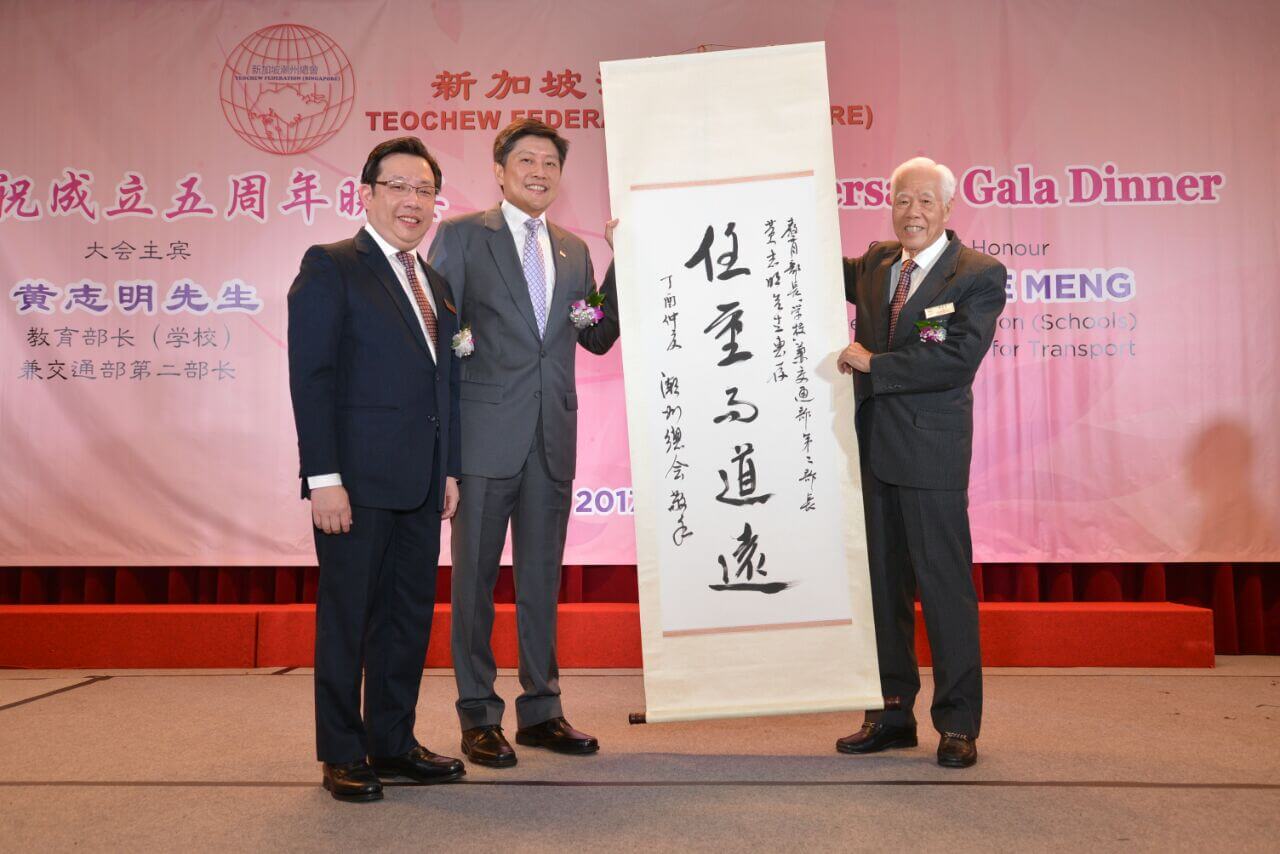 新加坡潮州總會
TEOCHEW FEDERATION (SINGAPORE)
新加坡
TEOCHEW FEDERA
RE)
祝成立五周年晚
ersary Gala Dinner
大会主宾
黄志明先生
教育部长（学校）
兼交通部第二部长
Honour
E MENG
on (Schools)
for Transport
2017
教育部長(学校)兼交通部第二部長
黄志明先生惠存
任重而道遠
丁酉仲夏
潮州總会敬